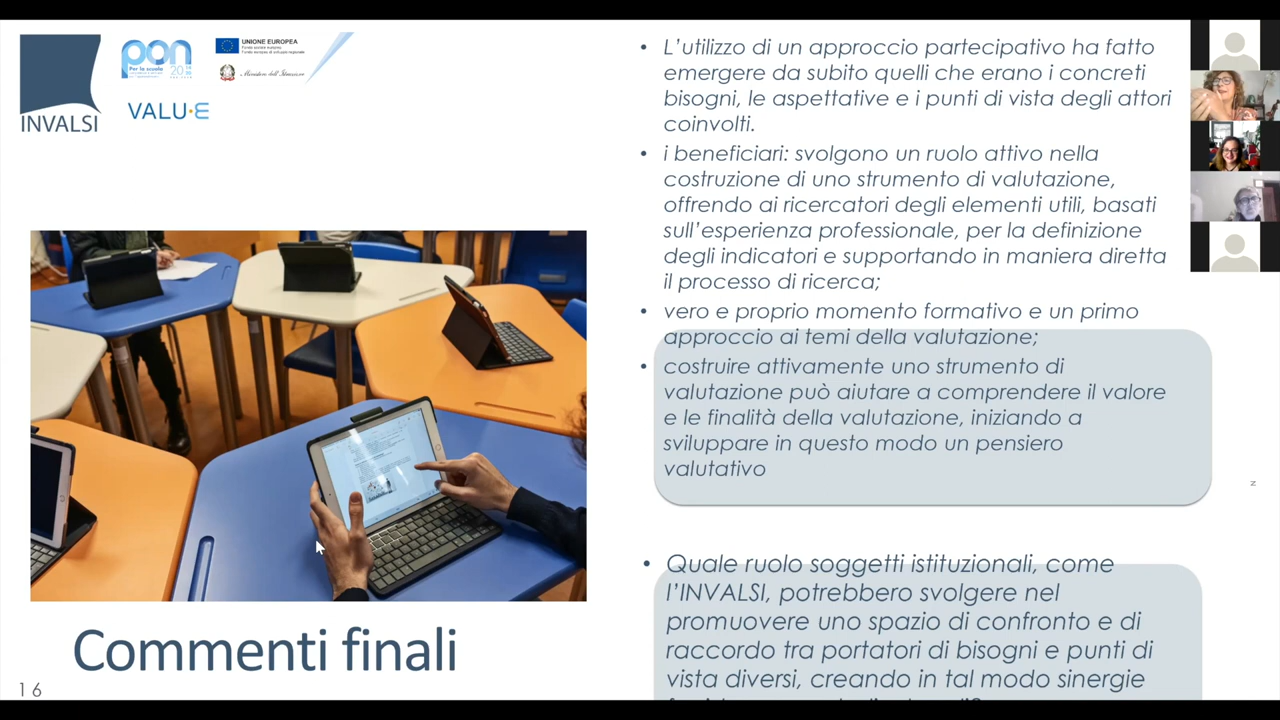 INVALSI
pon
Per la scuola
2014
20
VALU·E
UNIONE EUROPEA
Fondo sociale europeo
Fondo europeo di sviluppo regionale
Ministero dell'Istruzione
• L'utilizzo di un approccio partecipativo ha fatto
emergere da subito quelli che erano i concreti
bisogni, le aspettative e i punti di vista degli attori
coinvolti.
• i beneficiari: svolgono un ruolo attivo nella
costruzione di uno strumento di valutazione,
offrendo ai ricercatori degli elementi utili, basati
sull'esperienza professionale, per la definizione
degli indicatori e supportando in maniera diretta
il processo di ricerca;
• vero e proprio momento formativo e un primo
approccio ai temi della valutazione;
• costruire attivamente uno strumento di
valutazione può aiutare a comprendere il valore
e le finalità della valutazione, iniziando a
sviluppare in questo modo un pensiero
valutativo
• Quale ruolo soggetti istituzionali, come
l'INVALSI, potrebbero svolgere nel
promuovere uno spazio di confronto e di
raccordo tra portatori di bisogni e punti di
vista diversi, creando in tal modo sinergie
Commenti finali
16